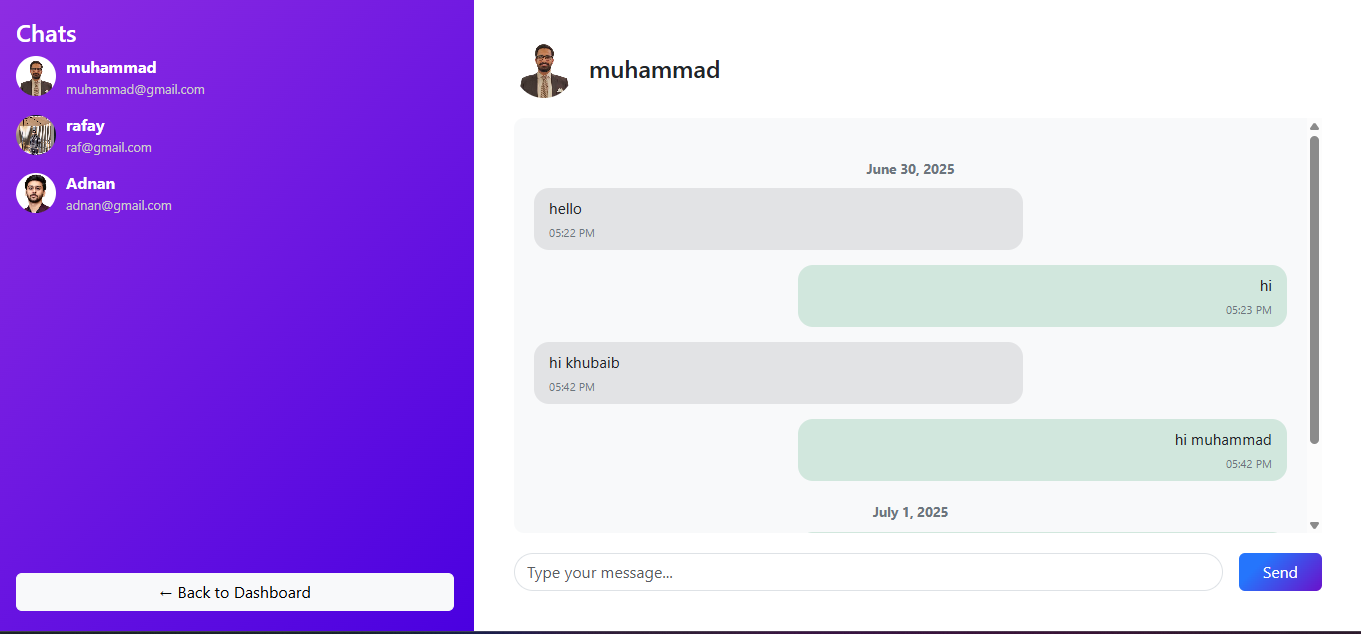 Chats
muhammad
muhammad@gmail.com
rafay
raf@gmail.com
Adnan
adnan@gmail.com
← Back to Dashboard
muhammad
June 30, 2025
hello
05:22 PM
hi
05:23 PM
hi khubaib
05:42 PM
hi muhammad
05:42 PM
July 1, 2025
Type your message...
Send